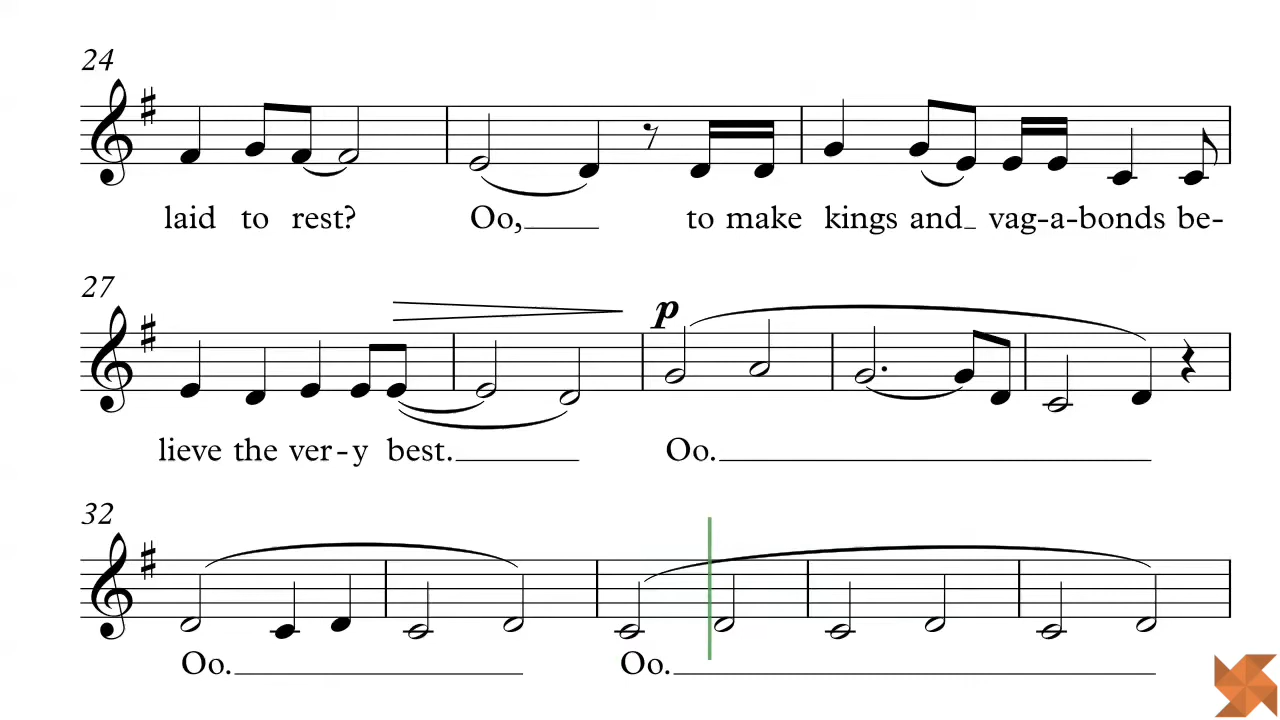 24
laid to rest? Oo, to make kings and vag-a-bonds be-
27
p
lieve the ver-y best. Oo.
32
Oo. Oo.